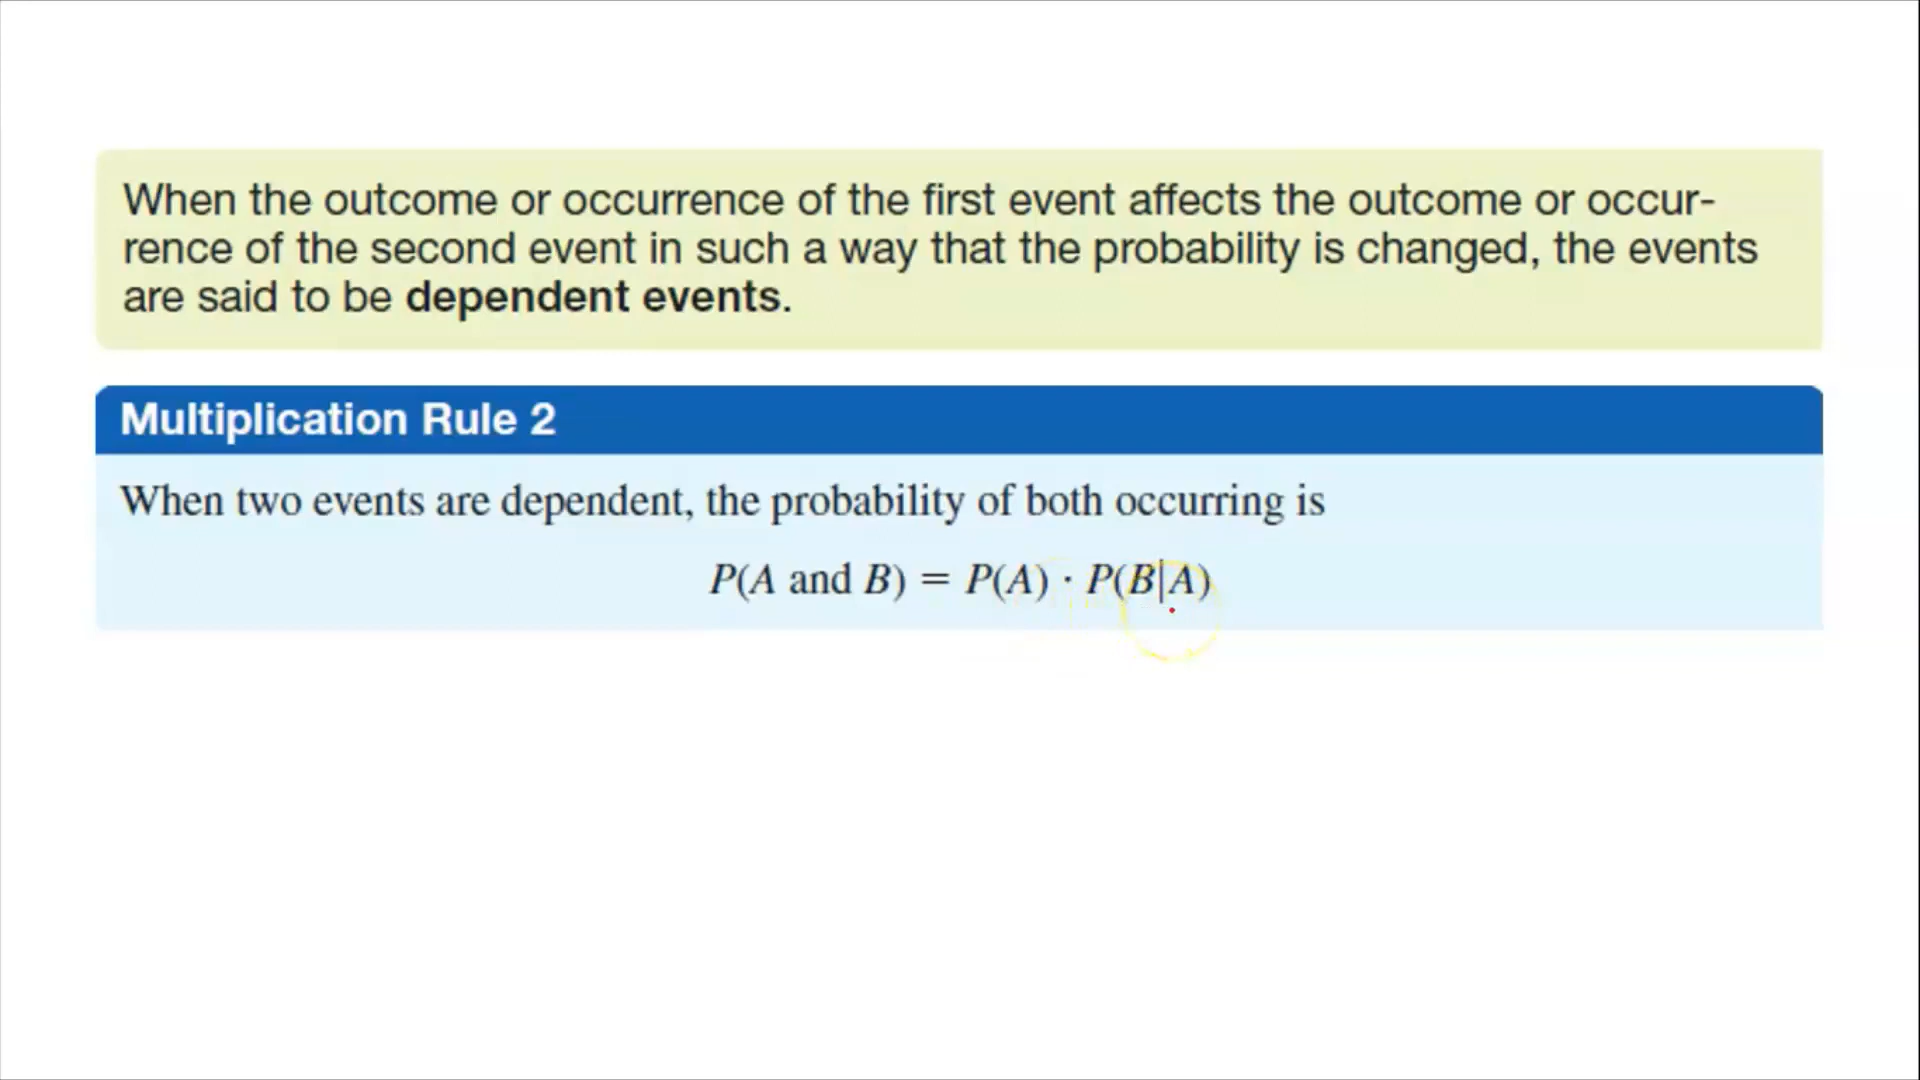 When the outcome or occurrence of the first event affects the outcome or occur-
rence of the second event in such a way that the probability is changed, the events
are said to be dependent events.
Multiplication Rule 2
When two events are dependent, the probability of both occurring is
P(A and B) = P(A) · P(B|A)